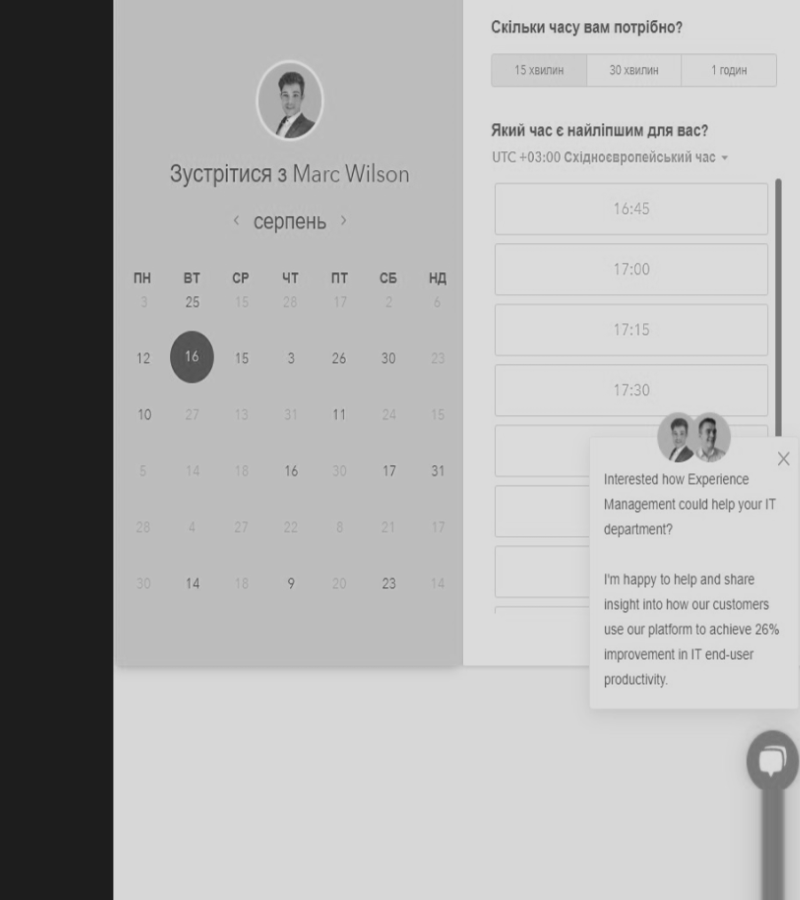 Зустрітися з Marc Wilson
серпень
ПН ВТ СР ЧТ ПТ СБ НД
3 25 15 28 17 2 6
12 16 15 3 26 30 23
10 27 13 31 11 24 15
5 14 18 16 30 17 31
28 4 27 22 8 21 17
30 14 18 9 20 23 14
Скільки часу вам потрібно?
15 хвилин 30 хвилин 1 годин
Який час є найліпшим для вас?
UTC +03:00 Східноєвропейський час
16:45
17:00
17:15
17:30
Interested how Experience
Management could help your IT
department?
I'm happy to help and share
insight into how our customers
use our platform to achieve 26%
improvement in IT end-user
productivity.